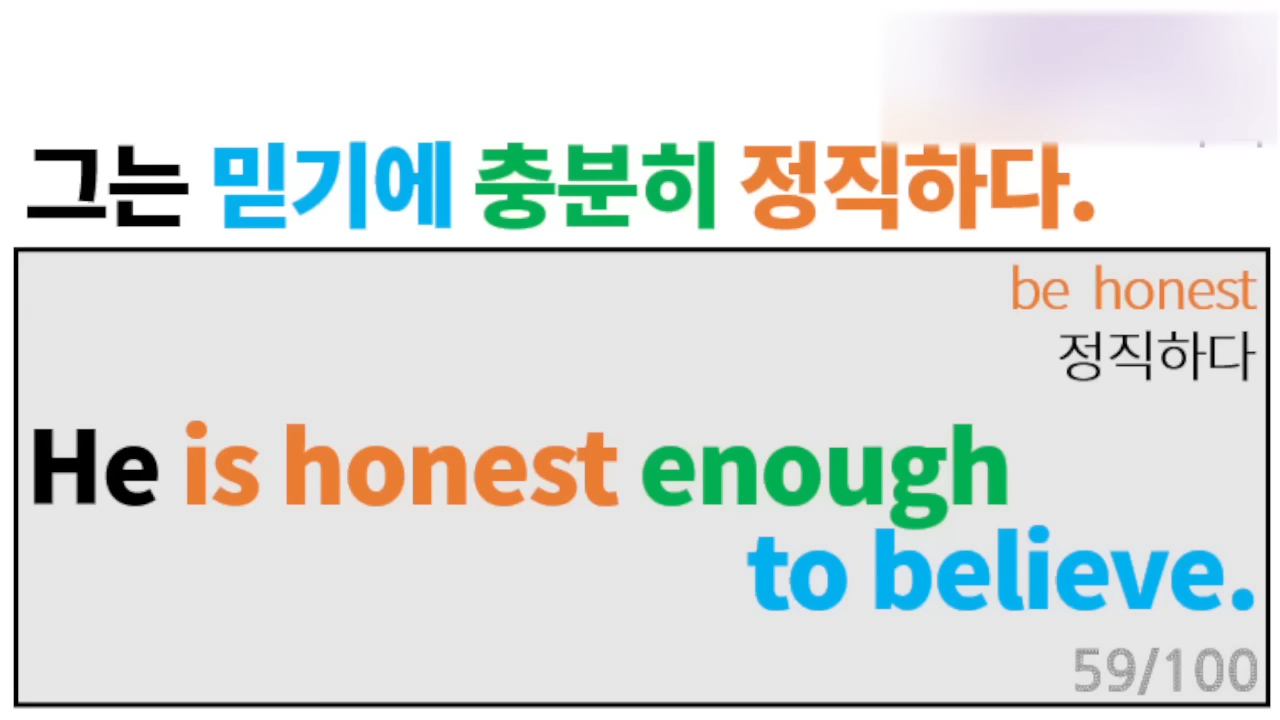 그는 믿기에 충분히 정직하다.
be honest
정직하다
He is honest enough
to believe.
59/100